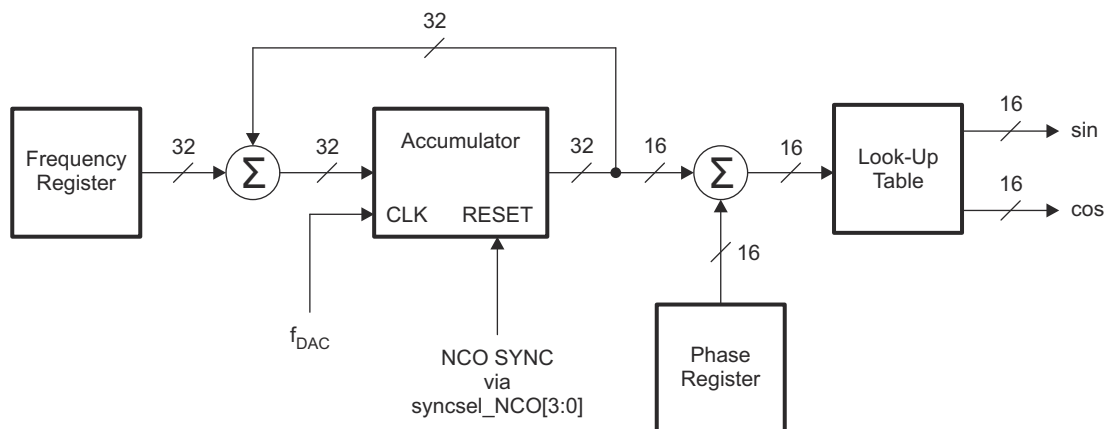 32
Frequency
Register
32
Σ
32
Accumulator
CLK
RESET
32
16
Σ
16
Look-Up
Table
16
sin
16
cos
16
f_DAC
NCO SYNC
via
syncsel_NCO[3:0]
Phase
Register